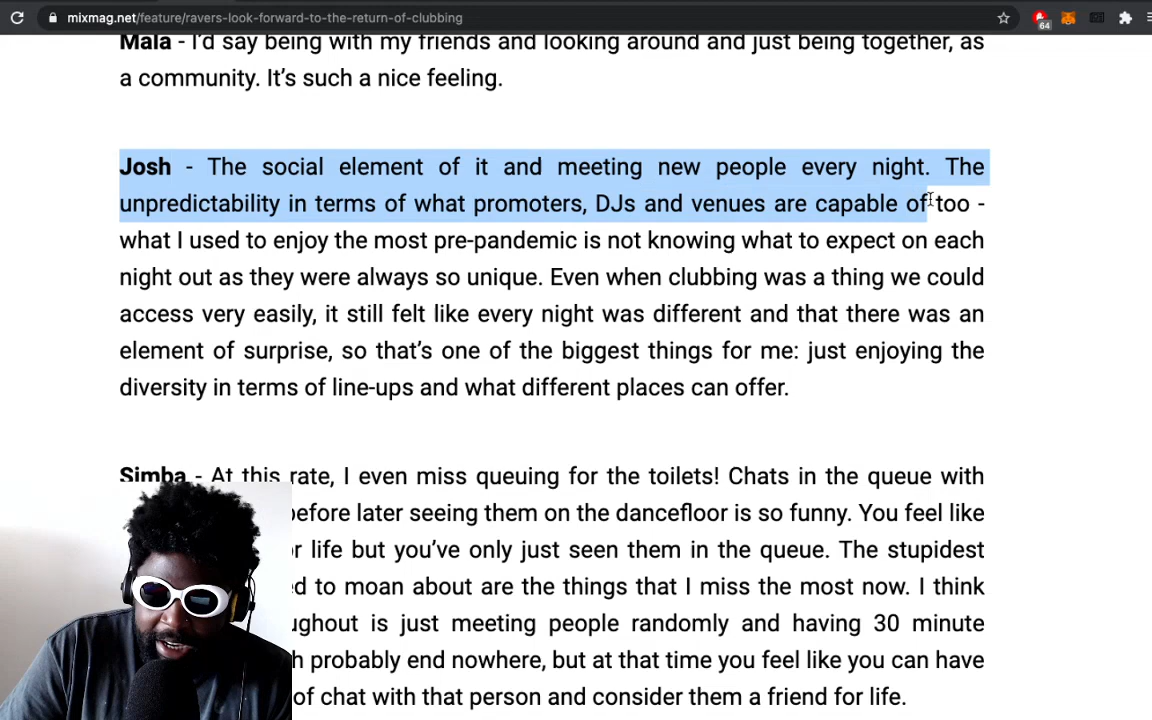 mixmag.net/feature/ravers-look-forward-to-the-return-of-clubbing
64
Mala - I'd say being with my friends and looking around and just being together, as
a community. It’s such a nice feeling.
Josh - The social element of it and meeting new people every night. The
unpredictability in terms of what promoters, DJs and venues are capable of too -
what I used to enjoy the most pre-pandemic is not knowing what to expect on each
night out as they were always so unique. Even when clubbing was a thing we could
access very easily, it still felt like every night was different and that there was an
element of surprise, so that’s one of the biggest things for me: just enjoying the
diversity in terms of line-ups and what different places can offer.
Simba - At this rate, I even miss queuing for the toilets! Chats in the queue with
before later seeing them on the dancefloor is so funny. You feel like
life but you’ve only just seen them in the queue. The stupidest
to moan about are the things that I miss the most now. I think
is just meeting people randomly and having 30 minute
probably end nowhere, but at that time you feel like you can have
of chat with that person and consider them a friend for life.